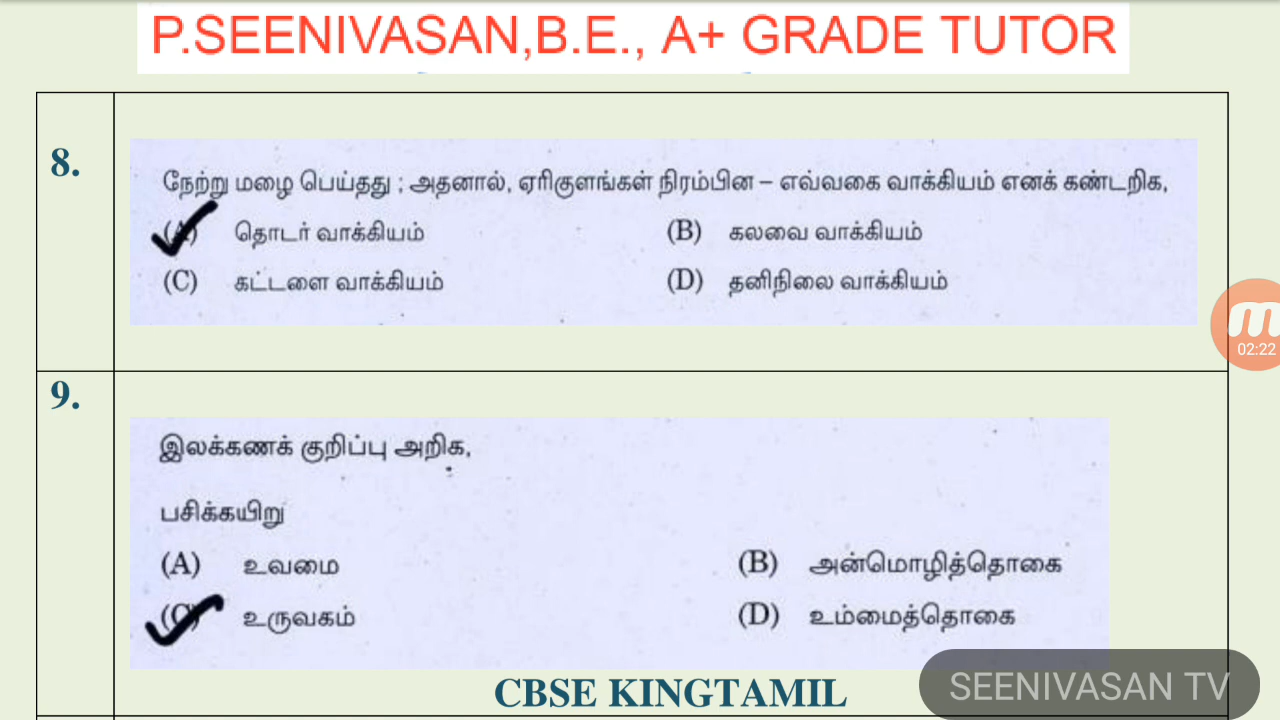 P.SEENIVASAN,B.E., A+ GRADE TUTOR
8.
நேற்று மழை பெய்தது ; அதனால், ஏரிகுளங்கள் நிரம்பின – எவ்வகை வாக்கியம் எனக் கண்டறிக,
(A) தொடர் வாக்கியம் (B) கலவை வாக்கியம்
(C) கட்டளை வாக்கியம் (D) தனிநிலை வாக்கியம்
02:22
9.
இலக்கணக் குறிப்பு அறிக,
பசிக்கயிறு
(A) உவமை (B) அன்மொழித்தொகை
(C) உருவகம் (D) உம்மைத்தொகை
CBSE KINGTAMIL
SEENIVASAN TV